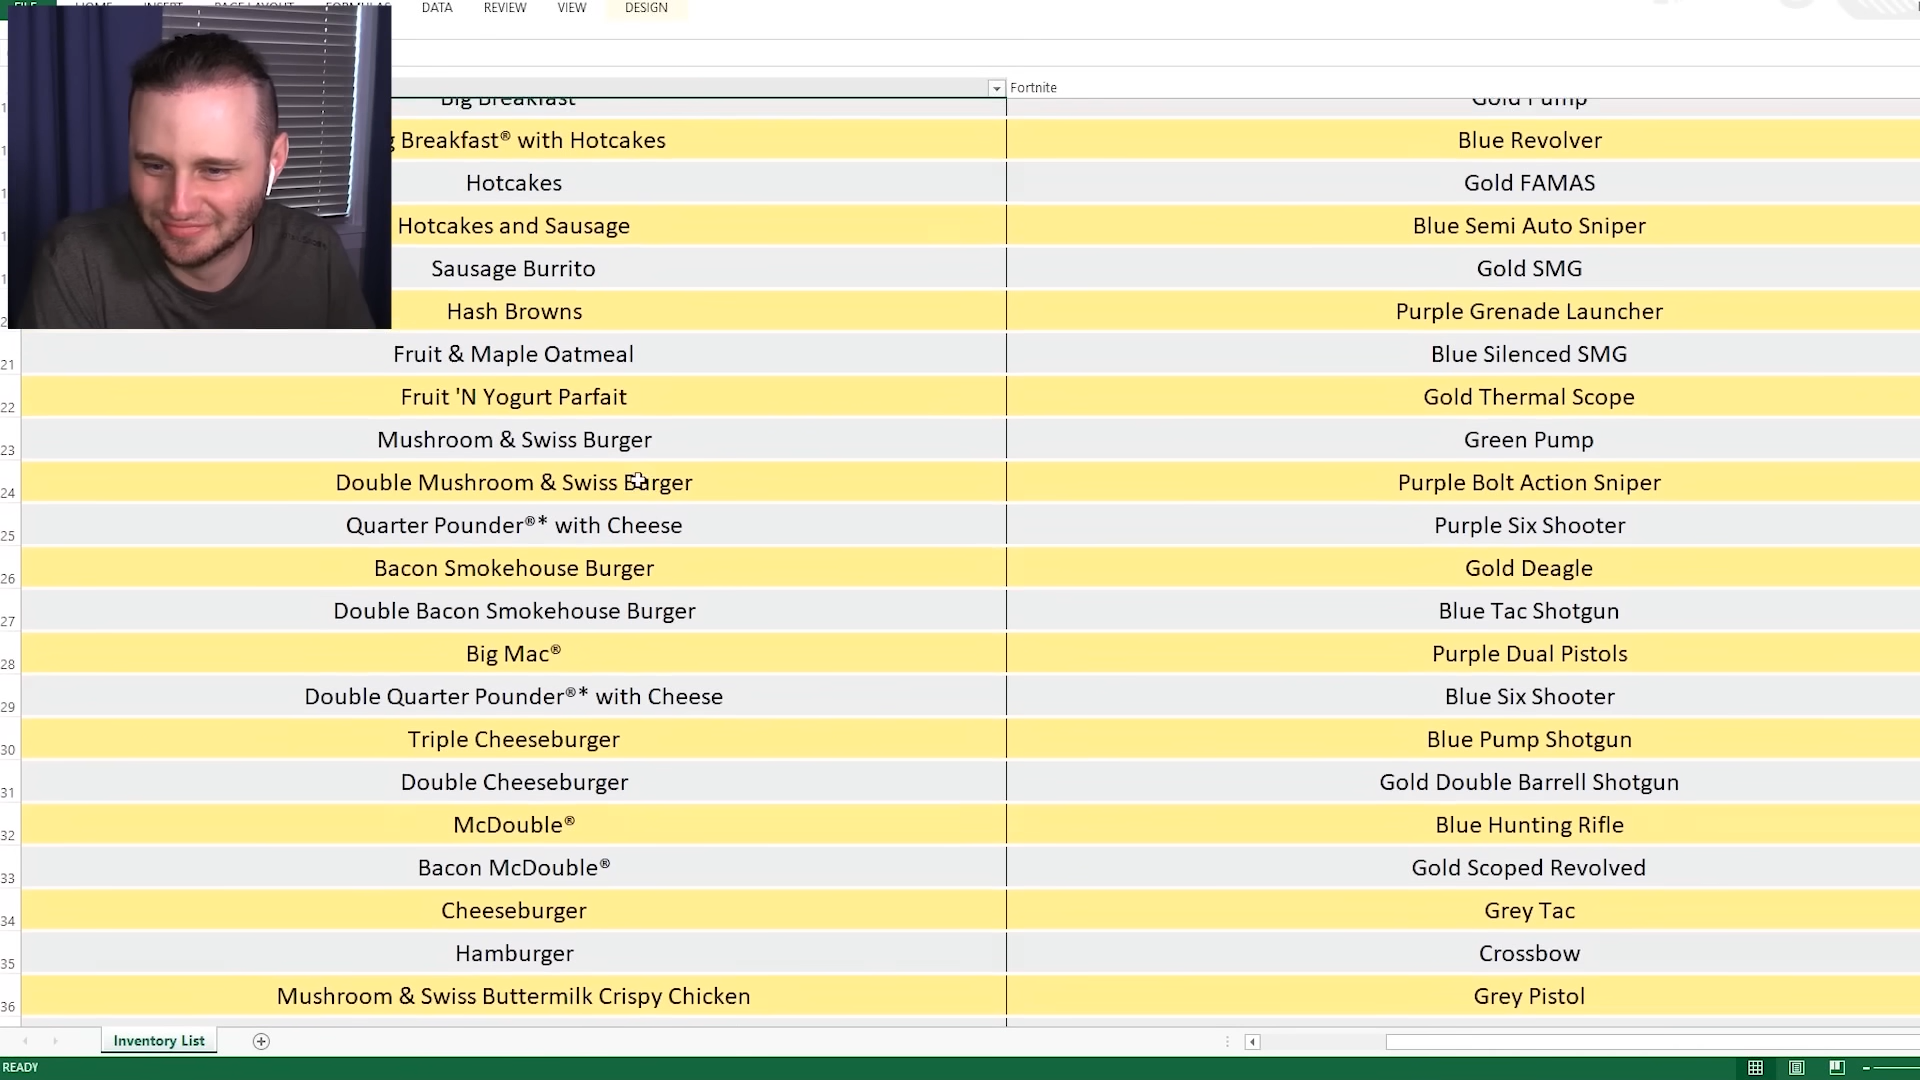 DATA REVIEW VIEW DESIGN
Fortnite
Big Breakfast Gold Pump
Breakfast® with Hotcakes Blue Revolver
Hotcakes Gold FAMAS
Hotcakes and Sausage Blue Semi Auto Sniper
Sausage Burrito Gold SMG
Hash Browns Purple Grenade Launcher
21 Fruit & Maple Oatmeal Blue Silenced SMG
22 Fruit 'N Yogurt Parfait Gold Thermal Scope
23 Mushroom & Swiss Burger Green Pump
24 Double Mushroom & Swiss Burger Purple Bolt Action Sniper
25 Quarter Pounder®* with Cheese Purple Six Shooter
26 Bacon Smokehouse Burger Gold Deagle
27 Double Bacon Smokehouse Burger Blue Tac Shotgun
28 Big Mac® Purple Dual Pistols
29 Double Quarter Pounder®* with Cheese Blue Six Shooter
30 Triple Cheeseburger Blue Pump Shotgun
31 Double Cheeseburger Gold Double Barrell Shotgun
32 McDouble® Blue Hunting Rifle
33 Bacon McDouble® Gold Scoped Revolved
34 Cheeseburger Grey Tac
35 Hamburger Crossbow
36 Mushroom & Swiss Buttermilk Crispy Chicken Grey Pistol
Inventory List
READY